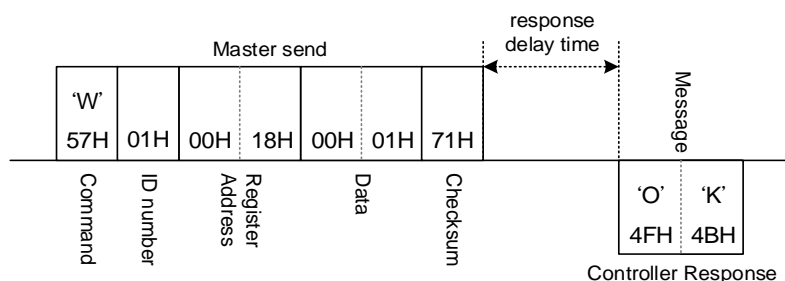 response
delay time
Master send
'W'
57H 01H 00H 18H 00H 01H 71H
Command
ID number
Register
Address
Data
Checksum
Message
'O' 'K'
4FH 4BH
Controller Response